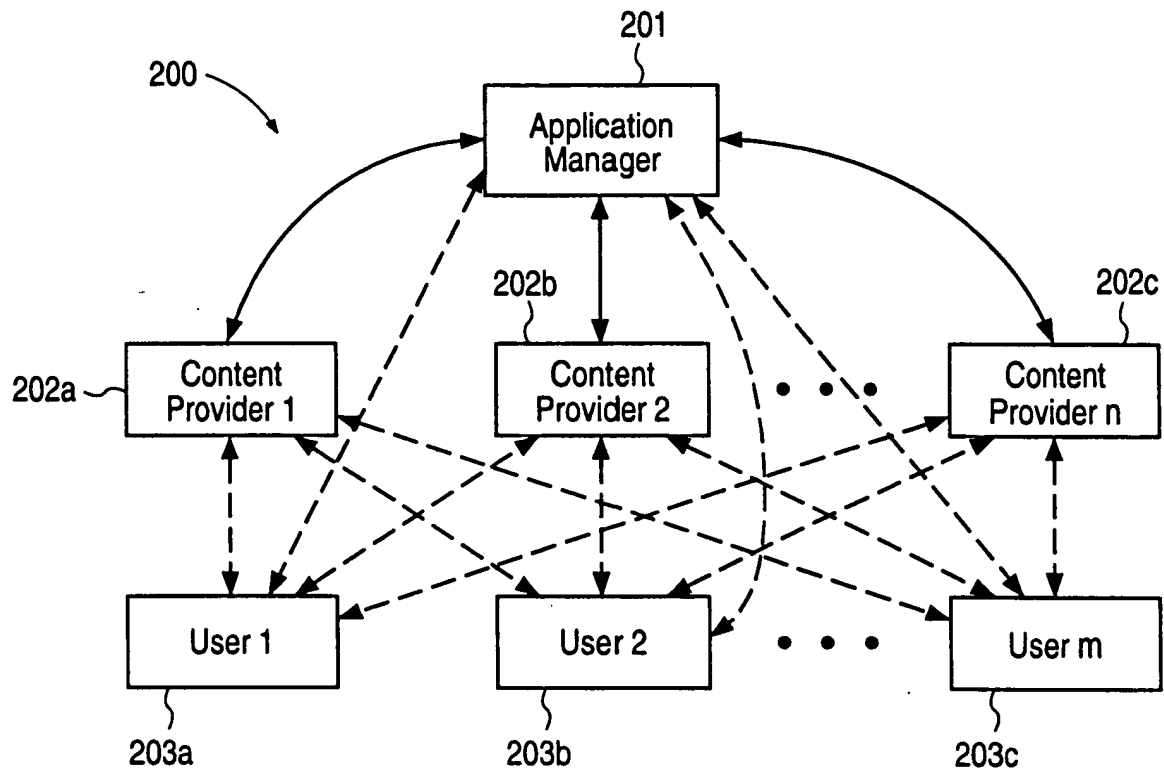 201
200
Application
Manager
202b
202c
202a
Content
Provider 1
Content
Provider 2
Content
Provider n
User 1
User 2
User m
203a
203b
203c